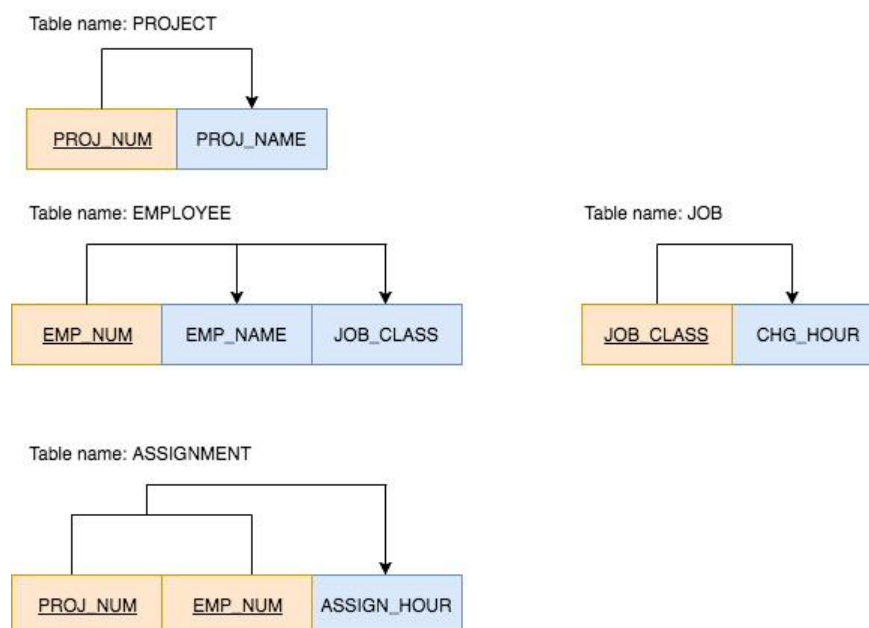 Table name: PROJECT
PROJ_NUM PROJ_NAME
Table name: EMPLOYEE
EMP_NUM EMP_NAME JOB_CLASS
Table name: JOB
JOB_CLASS CHG_HOUR
Table name: ASSIGNMENT
PROJ_NUM EMP_NUM ASSIGN_HOUR